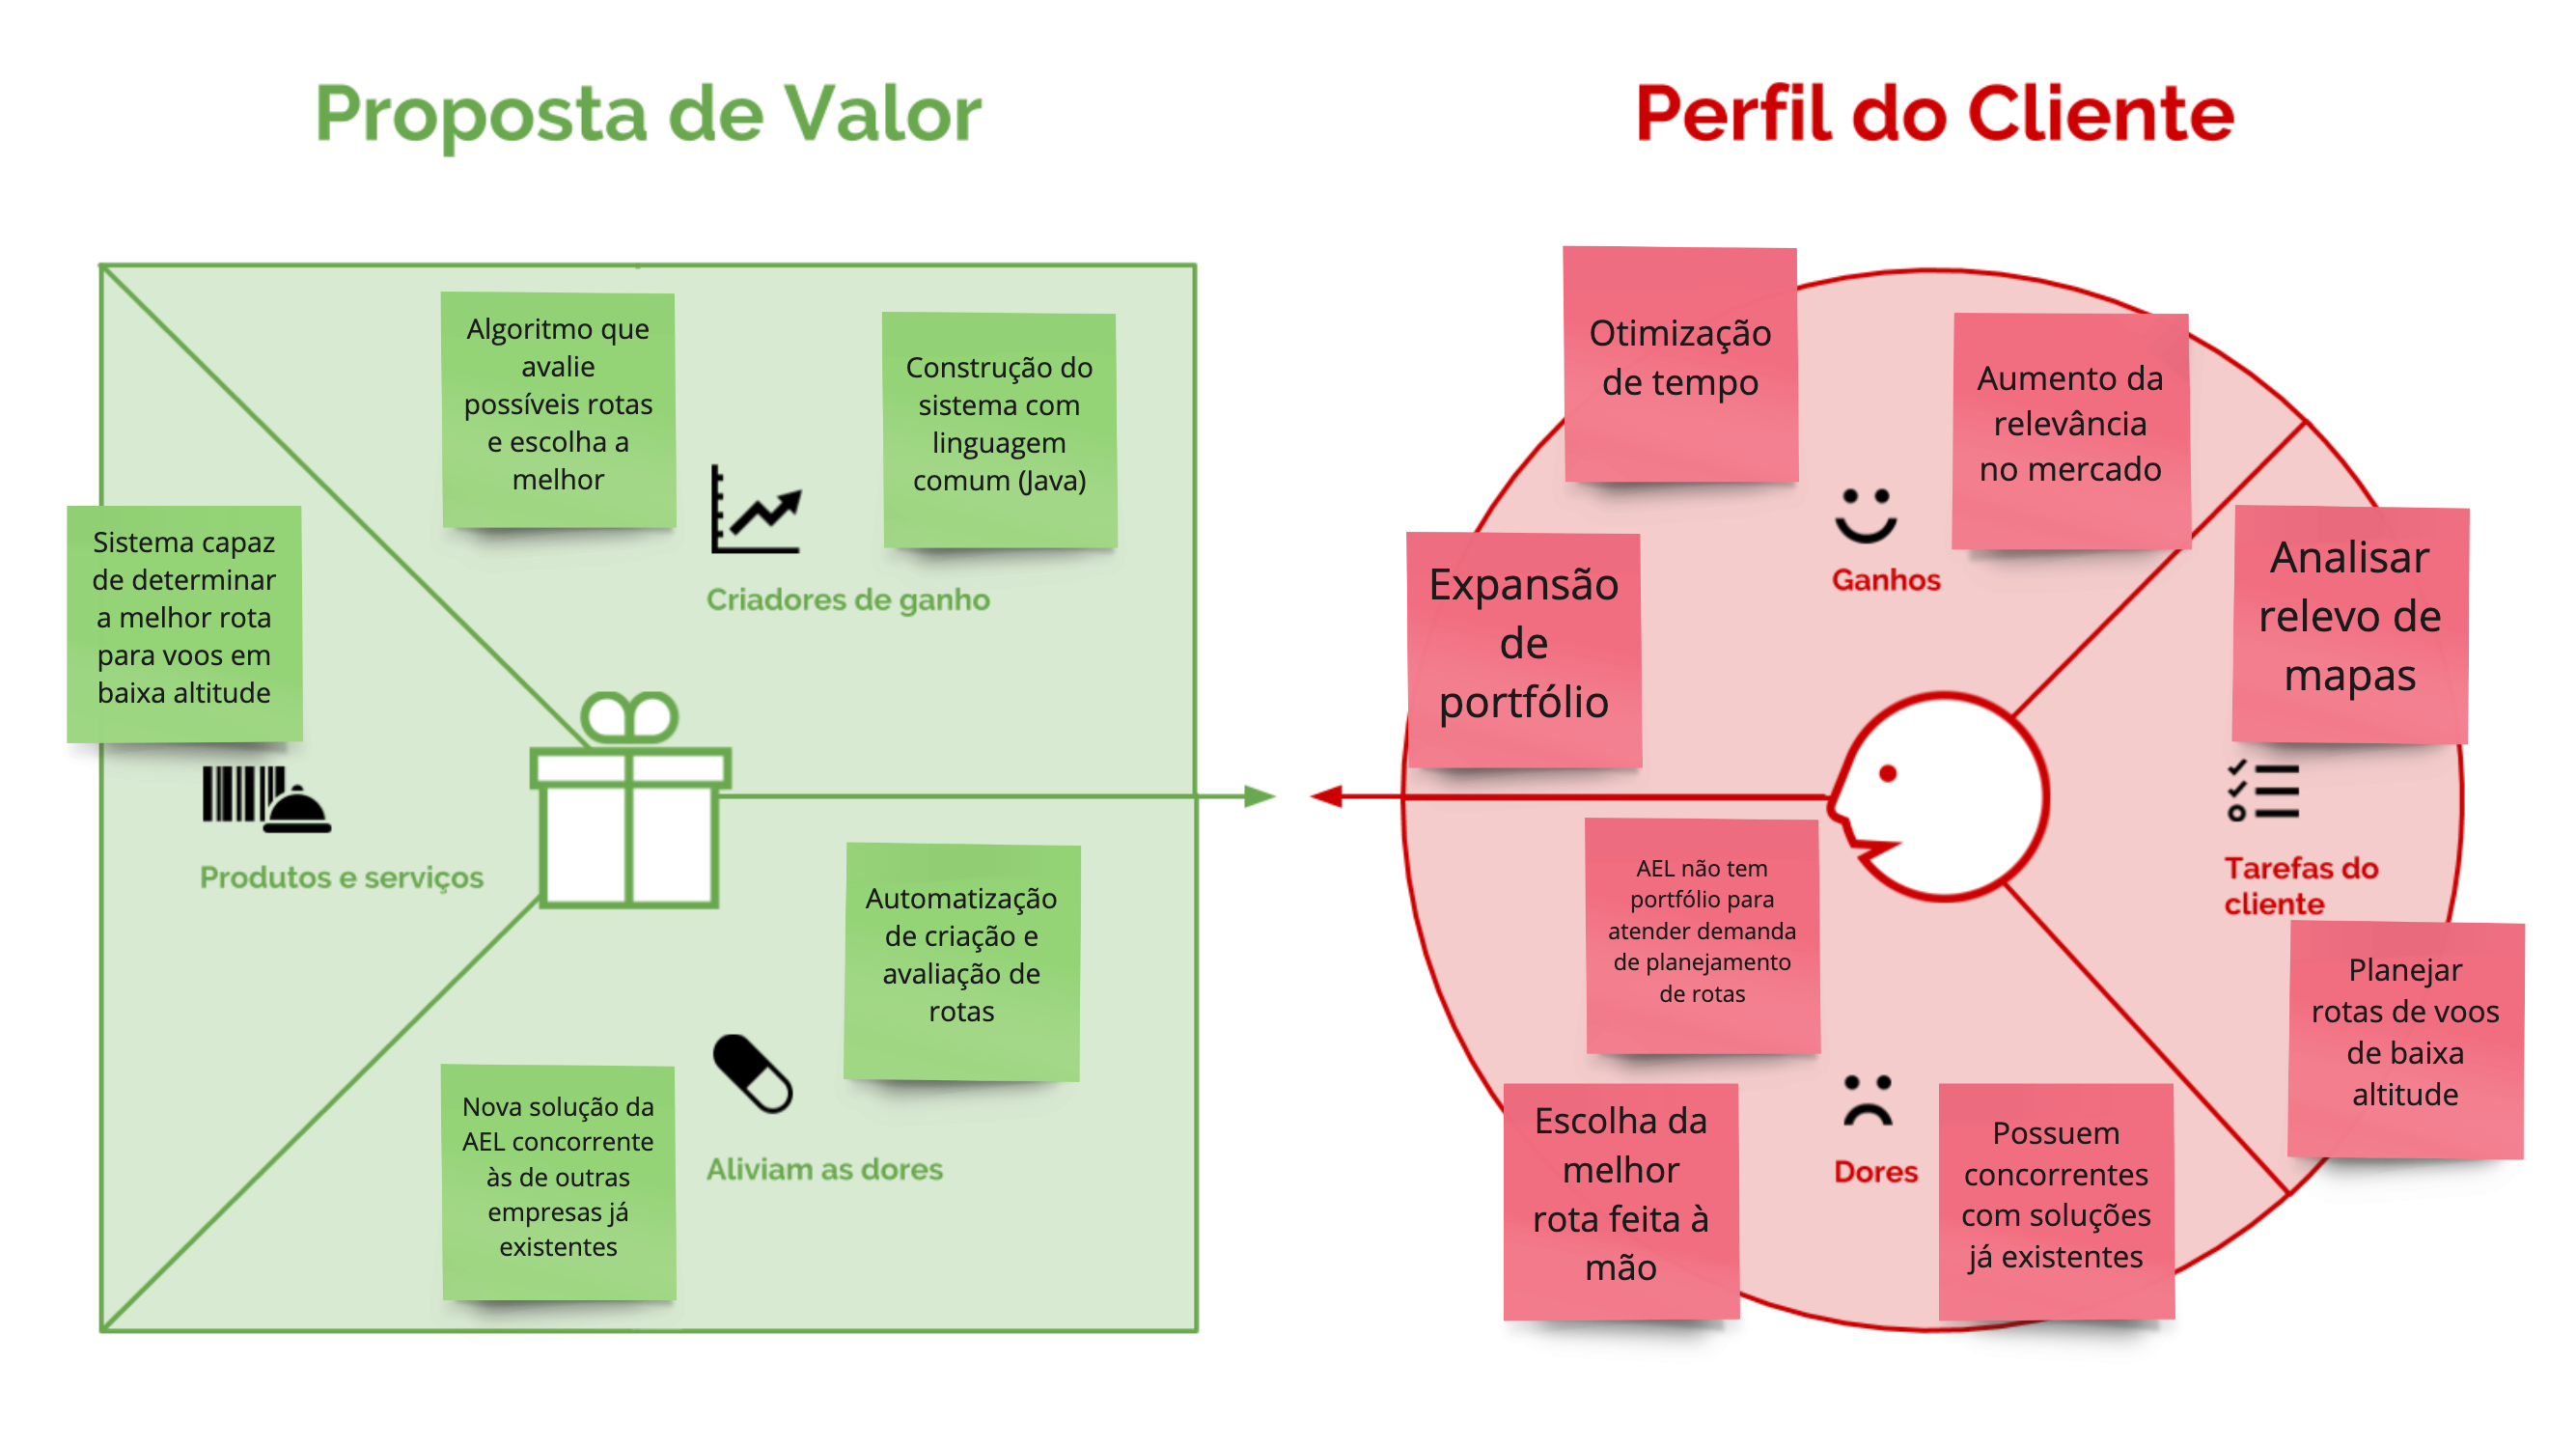 Proposta de Valor
Algoritmo que
avalie
possíveis rotas
e escolha a
melhor
Construção do
sistema com
linguagem
comum (Java)
Criadores de ganho
Sistema capaz
de determinar
a melhor rota
para voos em
baixa altitude
Produtos e serviços
Automatização
de criação e
avaliação de
rotas
Nova solução da
AEL concorrente
às de outras
empresas já
existentes
Aliviam as dores
Perfil do Cliente
Otimização
de tempo
Aumento da
relevância
no mercado
Expansão
de
portfólio
Ganhos
Analisar
relevo de
mapas
Tarefas do
cliente
Planejar
rotas de voos
de baixa
altitude
AEL não tem
portfólio para
atender demanda
de planejamento
de rotas
Escolha da
melhor
rota feita à
mão
Dores
Possuem
concorrentes
com soluções
já existentes